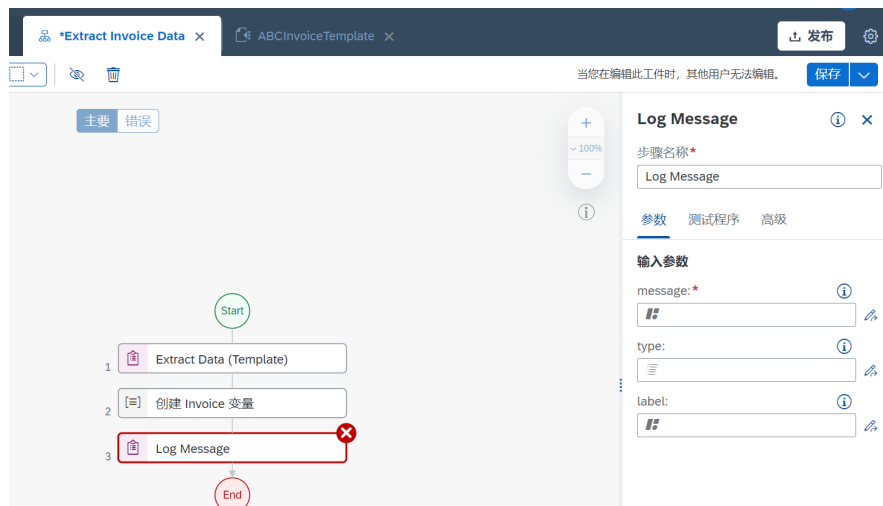 *Extract Invoice Data
ABCInvoiceTemplate
发布
当您在编辑此工件时，其他用户无法编辑。
保存
主要
错误
100%
Start
1
Extract Data (Template)
2
创建 Invoice 变量
3
Log Message
End
Log Message
步骤名称*
Log Message
参数
测试程序
高级
输入参数
message:*
type:
label: